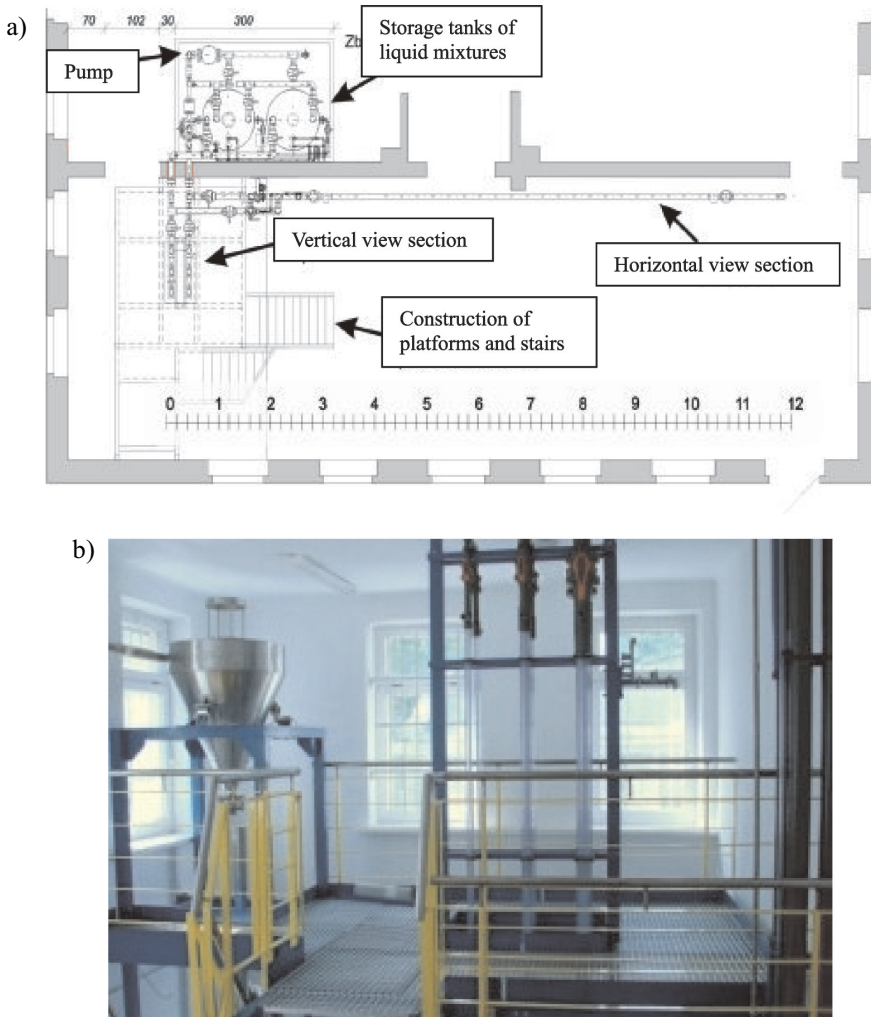 a)
70 102 30 300
Zb
Storage tanks of
liquid mixtures
Pump
Vertical view section
Horizontal view section
Construction of
platforms and stairs
0 1 2 3 4 5 6 7 8 9 10 11 12
b)